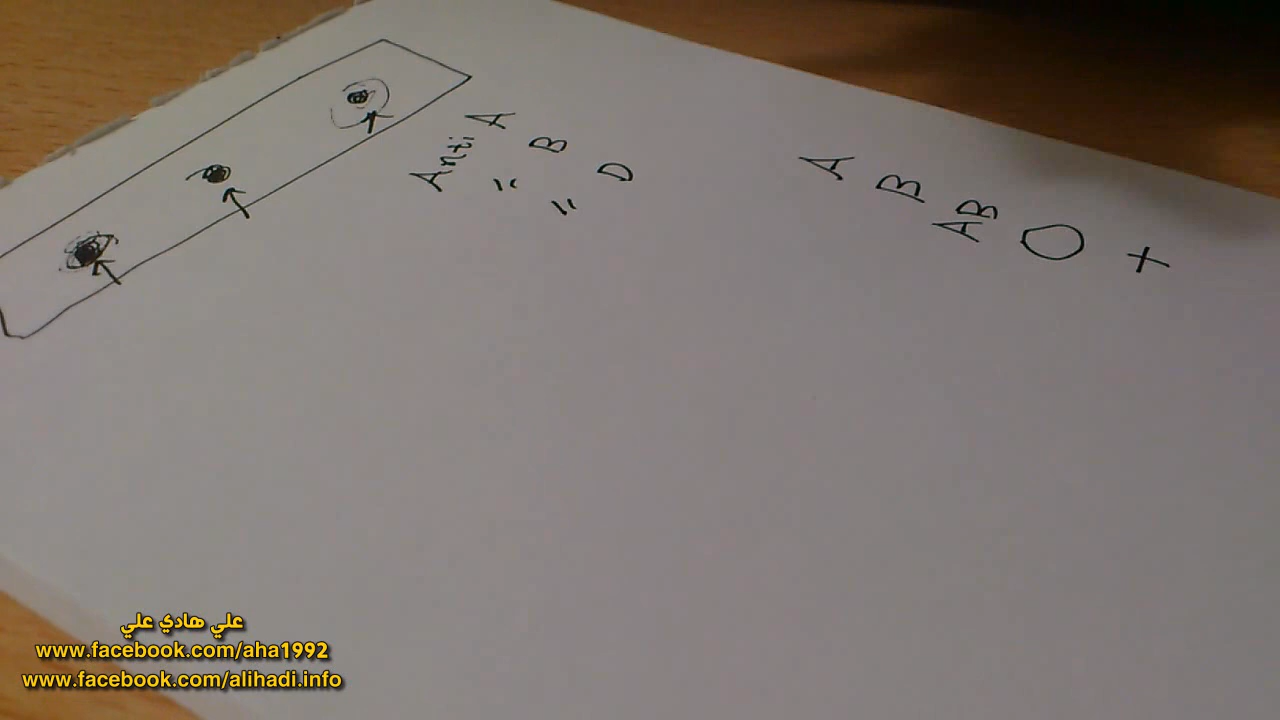 Anti A
" B
" D
A
B
AB
O
+
علي هادي علي
www.facebook.com/aha1992
www.facebook.com/alihadi.info